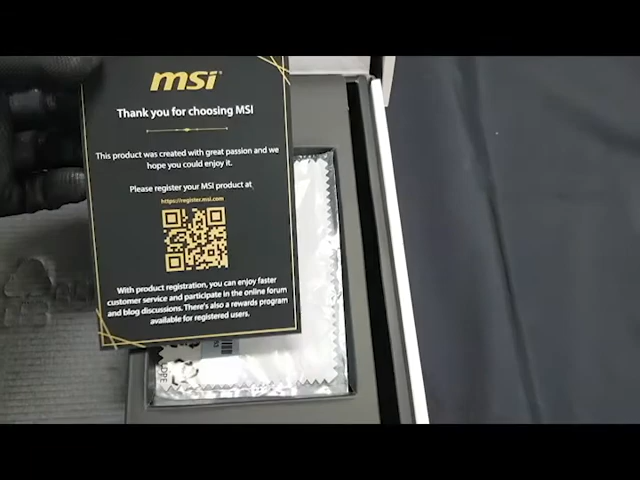 msi
Thank you for choosing MSI
This product was created with great passion and we
hope you could enjoy it.
Please register your MSI product at
https://register.msi.com
With product registration, you can enjoy faster
customer service and participate in the online forum
and blog discussions. There's also a rewards program
available for registered users.
LDPE